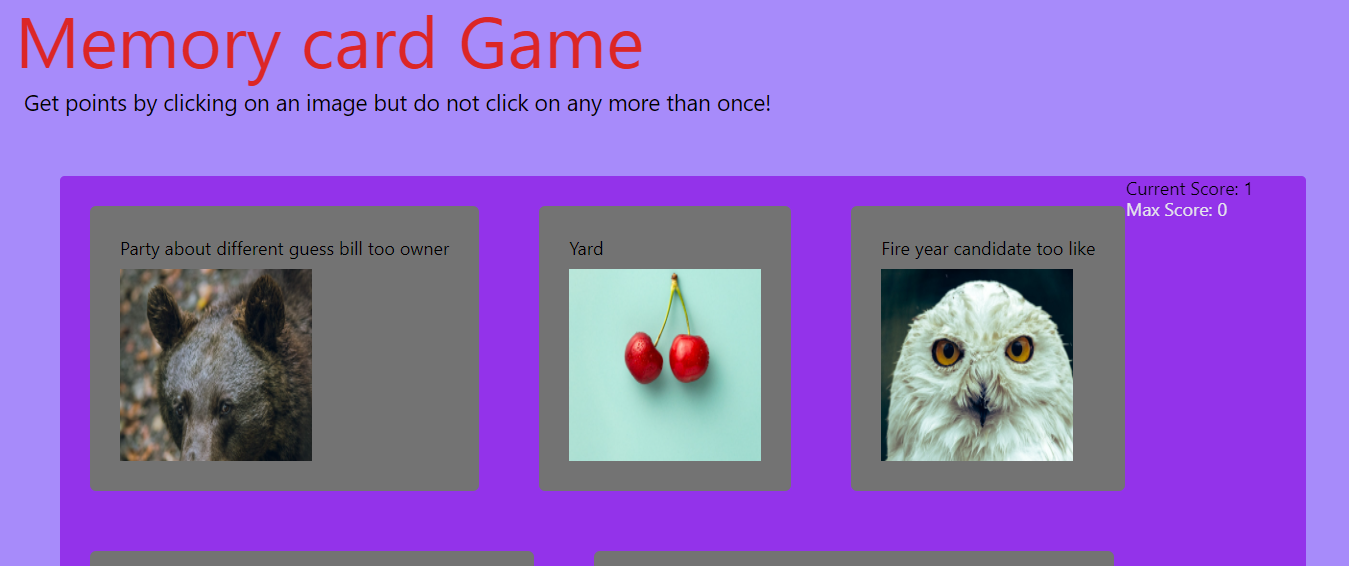 Memory card Game
Get points by clicking on an image but do not click on any more than once!
Current Score: 1
Max Score: 0
Party about different guess bill too owner
Yard
Fire year candidate too like